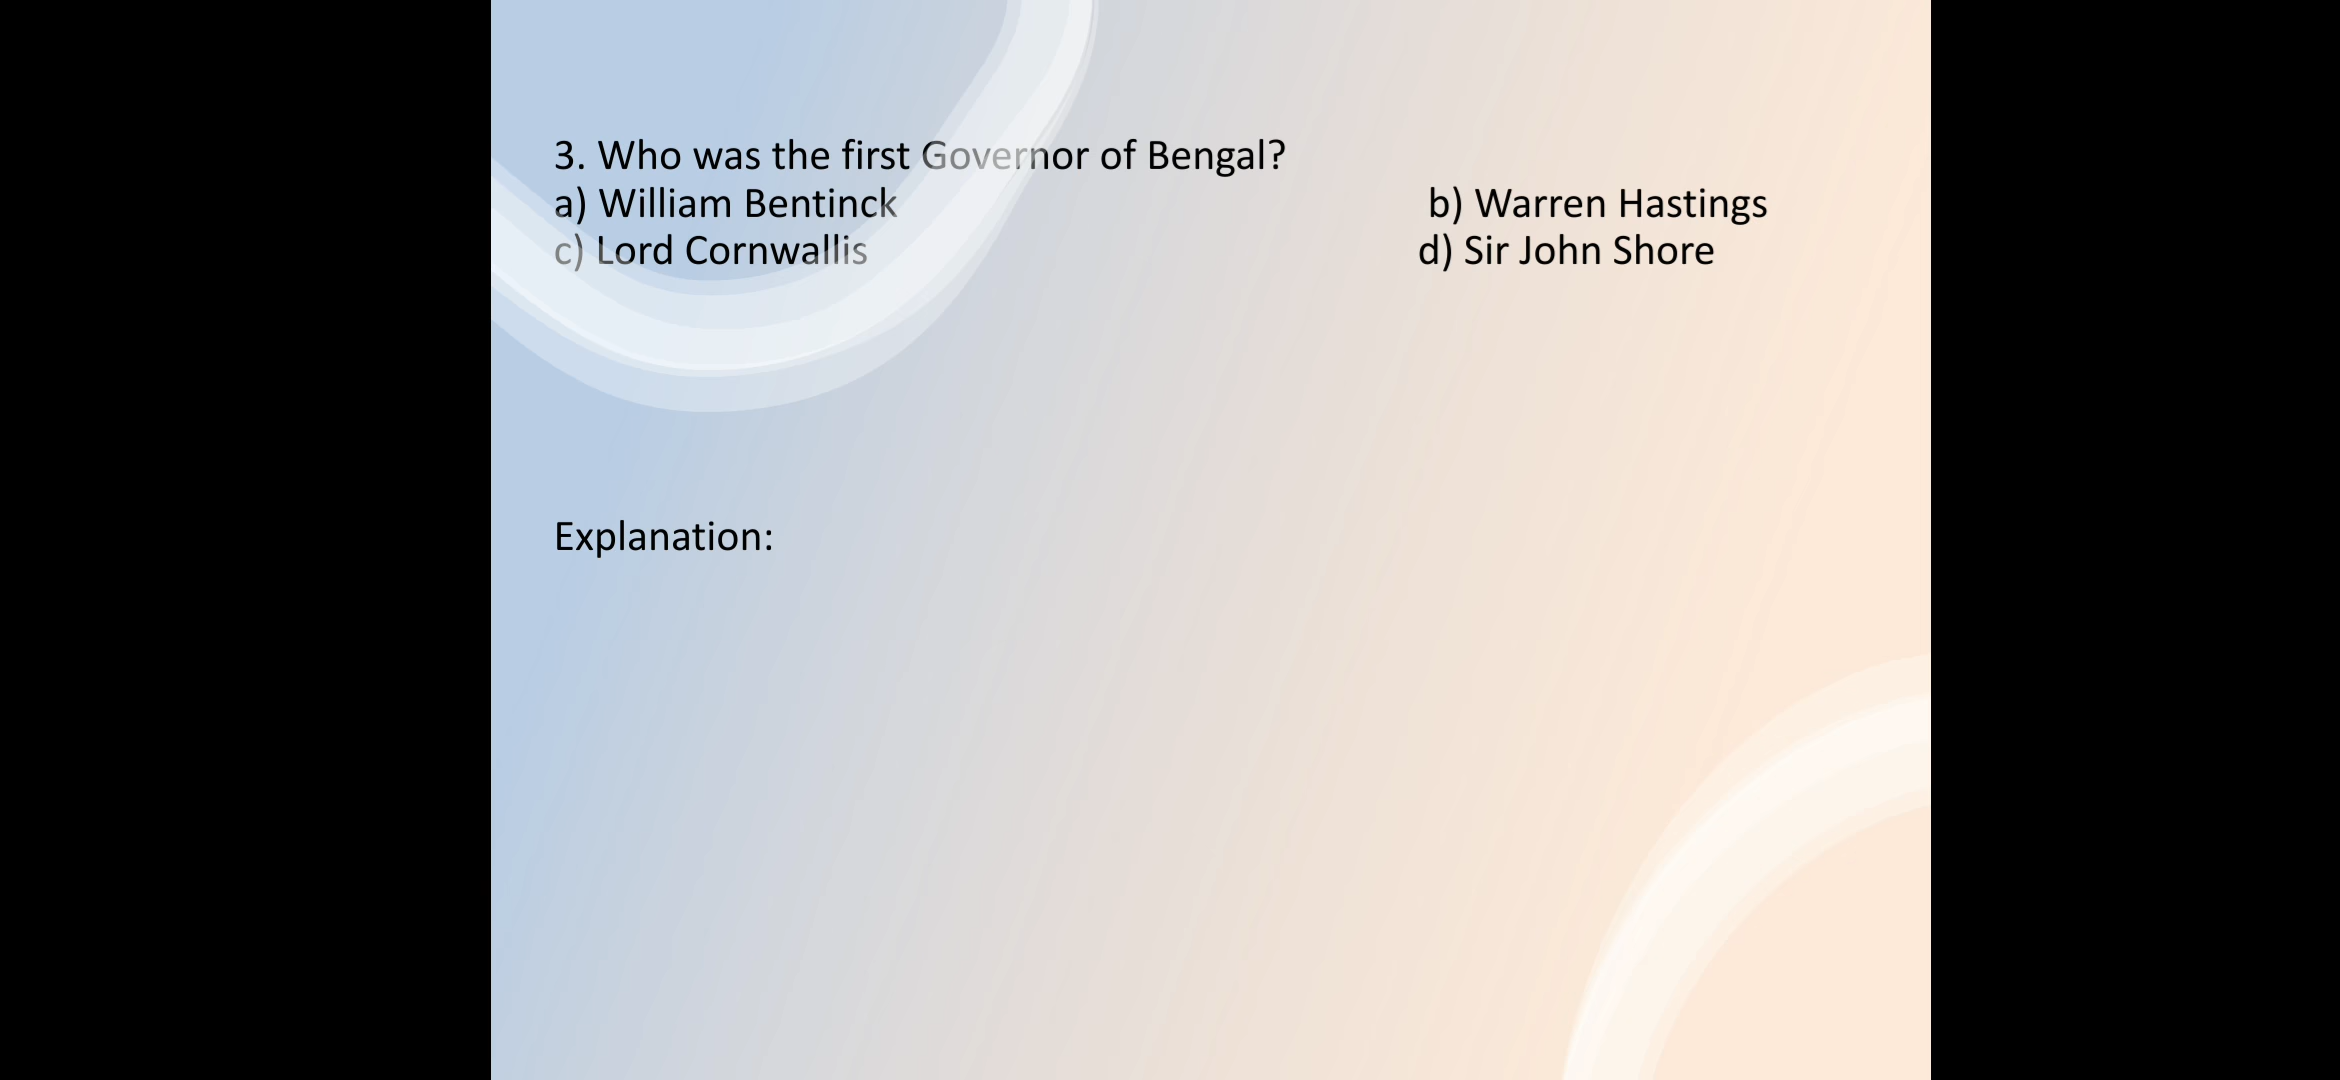 3. Who was the first Governor of Bengal?
a) William Bentinck b) Warren Hastings
c) Lord Cornwallis d) Sir John Shore
Explanation: